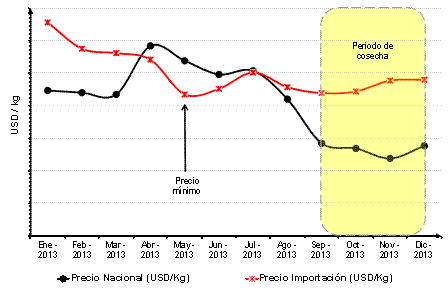 Periodo de
cosecha
USD / kg
Precio
mínimo
Ene -
2013
Feb -
2013
Mar -
2013
Abr -
2013
May-
2013
Jun -
2013
Jul -
2013
Ago -
2013
Sep -
2013
Oct -
2013
Nov -
2013
Dic-
2013
Precio Nacional (USD/Kg)
Precio Importación (USD/Kg)